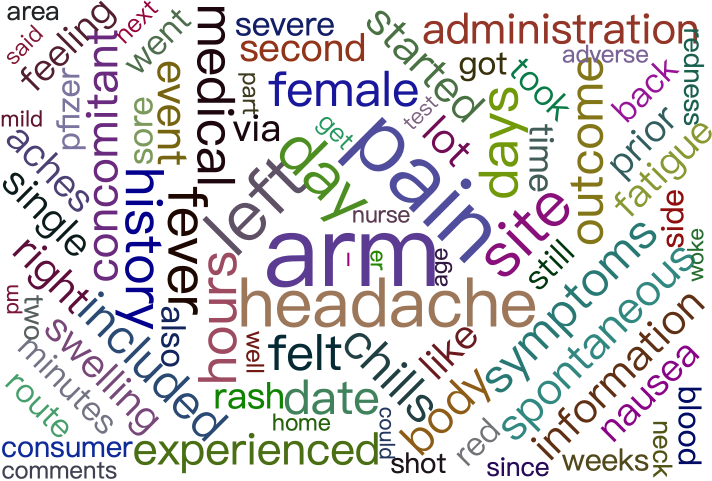 area
said
next
feeling
went
severe
second
started
administration
adverse
redness
female
part
via
got
took
back
concomitant
pfizer
event
medical
mild
aches
sore
test
get
lot
days
time
outcome
prior
fatigue
single
history
fever
left
day
pain
nurse
site
still
side
woke
arm
I
er
age
right
hours
headache
symptoms
spontaneous
pm
two
swelling
included
also
well
felt
chills
like
body
information
nausea
minutes
route
rash
date
home
could
red
blood
neck
consumer
comments
experienced
shot
since
weeks